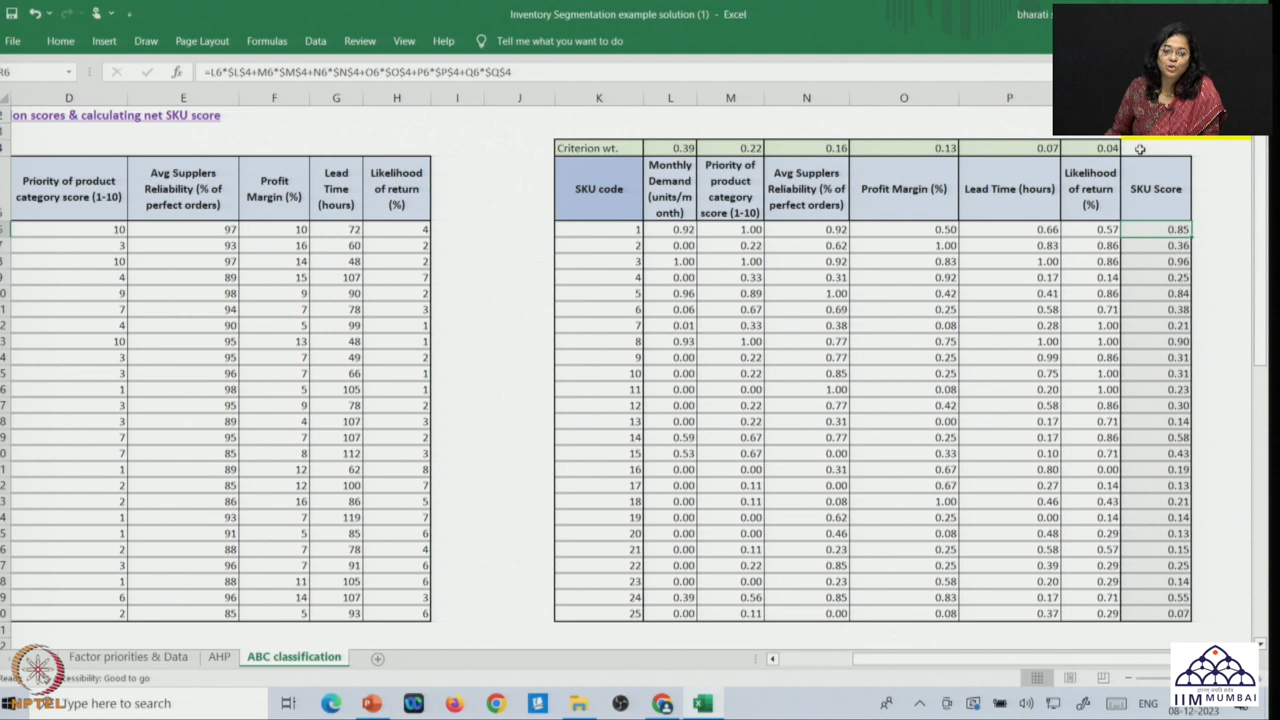 Inventory Segmentation example solution (1) - Excel
bharati s
File Home Insert Draw Page Layout Formulas Data Review View Help Tell me what you want to do
R6 fx =L6*$L$4+M6*$M$4+N6*$N$4+O6*$O$4+P6*$P$4+Q6*$Q$4
D E F G H I J K L M N O P
2 on scores & calculating net SKU score
3
4 Criterion wt. 0.39 0.22 0.16 0.13 0.07 0.04
Priority of product category score (1-10) Avg Suppliers Reliability (% of perfect orders) Profit Margin (%) Lead Time (hours) Likelihood of return (%) SKU code Monthly Demand (units/month) Priority of product category score (1-10) Avg Suppliers Reliability (% of perfect orders) Profit Margin (%) Lead Time (hours) Likelihood of return (%) SKU Score
10 97 10 72 4 1 0.92 1.00 0.92 0.50 0.66 0.57 0.85
3 93 16 60 2 2 0.00 0.22 0.62 1.00 0.83 0.86 0.36
10 97 14 48 2 3 1.00 1.00 0.92 0.83 1.00 0.86 0.96
4 89 15 107 7 4 0.00 0.33 0.31 0.92 0.17 0.14 0.25
9 98 9 90 2 5 0.96 0.89 1.00 0.42 0.41 0.86 0.84
7 94 7 78 3 6 0.06 0.67 0.69 0.25 0.58 0.71 0.38
4 90 5 99 1 7 0.01 0.33 0.38 0.08 0.28 1.00 0.21
10 95 13 48 1 8 0.93 1.00 0.77 0.75 1.00 1.00 0.90
3 95 7 49 2 9 0.00 0.22 0.77 0.25 0.99 0.86 0.31
3 96 7 66 1 10 0.00 0.22 0.85 0.25 0.75 1.00 0.31
1 98 5 105 1 11 0.00 0.00 1.00 0.08 0.20 1.00 0.23
3 95 9 78 2 12 0.00 0.22 0.77 0.42 0.58 0.86 0.30
3 89 4 107 3 13 0.00 0.22 0.31 0.00 0.17 0.71 0.14
7 95 7 107 2 14 0.59 0.67 0.77 0.25 0.17 0.86 0.58
7 85 8 112 3 15 0.53 0.67 0.00 0.33 0.10 0.71 0.43
1 89 12 62 8 16 0.00 0.00 0.31 0.67 0.80 0.00 0.19
2 85 12 100 7 17 0.00 0.11 0.00 0.67 0.27 0.14 0.13
2 86 16 86 5 18 0.00 0.11 0.08 1.00 0.46 0.43 0.21
1 93 7 119 7 19 0.00 0.00 0.62 0.25 0.00 0.14 0.14
1 91 5 85 6 20 0.00 0.00 0.46 0.08 0.48 0.29 0.13
2 88 7 78 4 21 0.00 0.11 0.23 0.25 0.58 0.57 0.15
3 96 7 91 6 22 0.00 0.22 0.85 0.25 0.39 0.29 0.25
1 88 11 105 6 23 0.00 0.00 0.23 0.58 0.20 0.29 0.14
6 96 14 107 3 24 0.39 0.56 0.85 0.83 0.17 0.71 0.55
2 85 5 93 6 25 0.00 0.11 0.00 0.08 0.37 0.29 0.07
Factor priorities & Data AHP ABC classification
Accessibility: Good to go
NPTEL
Type here to search
ENG
08-12-2023
IIM MUMBAI